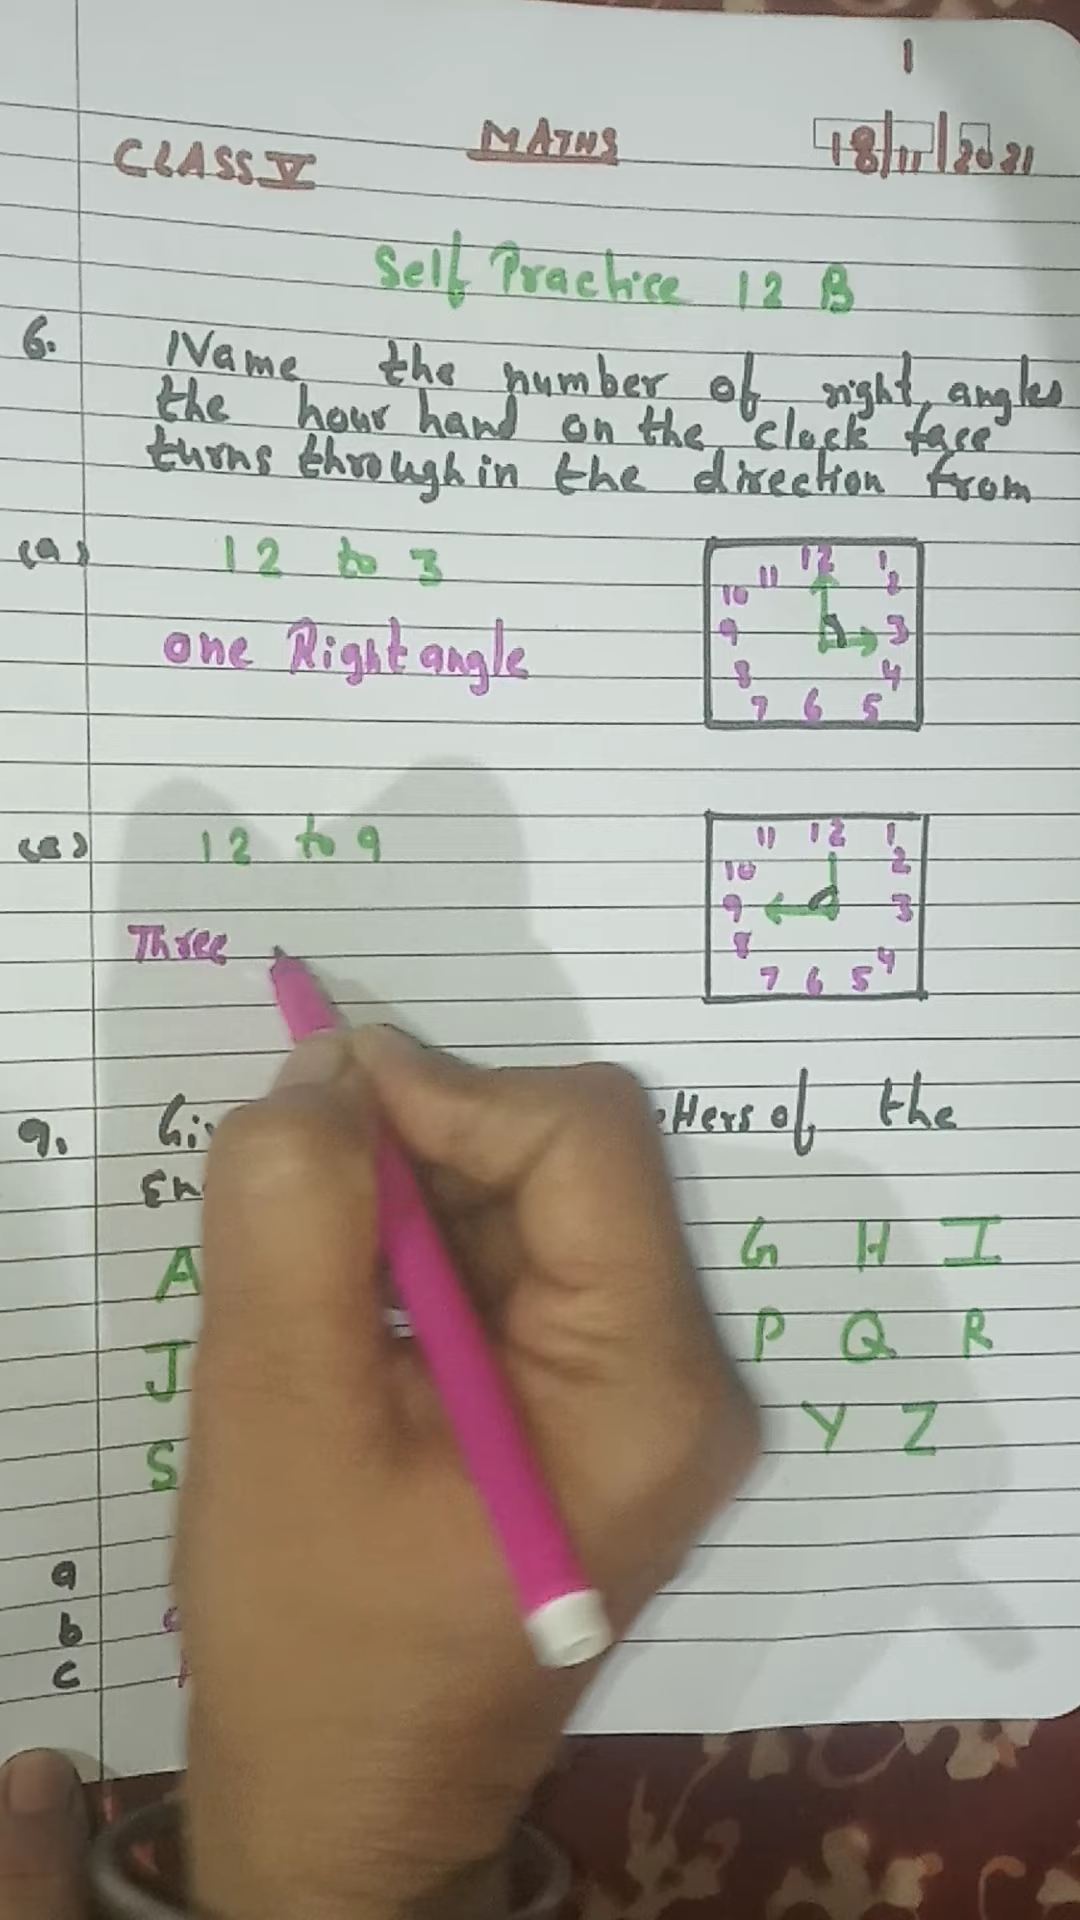 1
CLASS V MATHS 18/11/2021
Self Practice 12 B
6. Name the number of right angles
the hour hand on the clock face
turns through in the direction from
(a) 12 to 3
one Right angle
11 12 1
10 2
9 3
8 4
7 6 5
(B) 12 to 9
Three
11 12 1
10 2
9 3
8 4
7 6 5
9. of the
A G H I
J P Q R
S Y Z
a
b
c